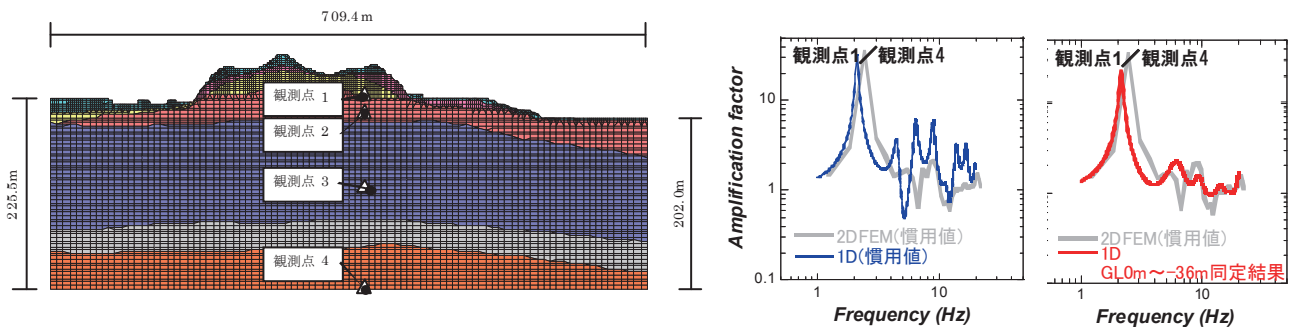 709.4m
225.5m
観測点 1
観測点 2
観測点 3
観測点 4
202.0m
Amplification factor
10
1
0.1
観測点1／観測点4
2DFEM(慣用値)
1D(慣用値)
1
10
Frequency (Hz)
観測点1／観測点4
2DFEM(慣用値)
1D
GL0m～-36m同定結果
1
10
Frequency (Hz)